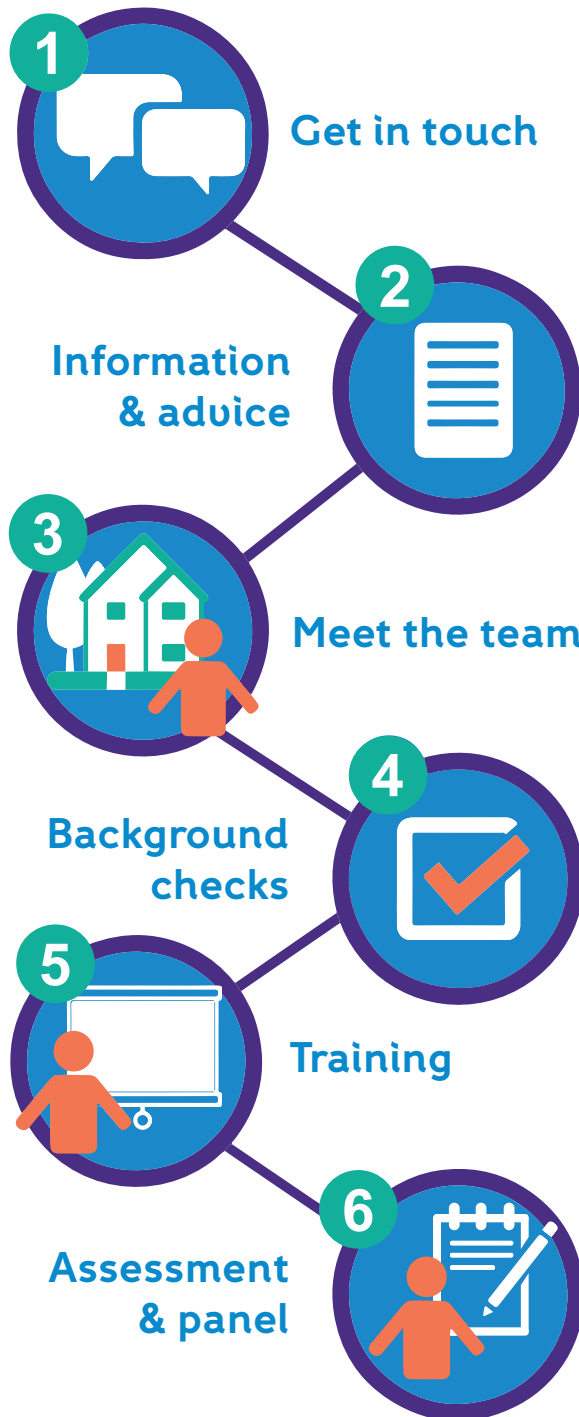 1
Get in touch
2
Information
& advice
3
Meet the team
4
Background
checks
5
Training
6
Assessment
& panel